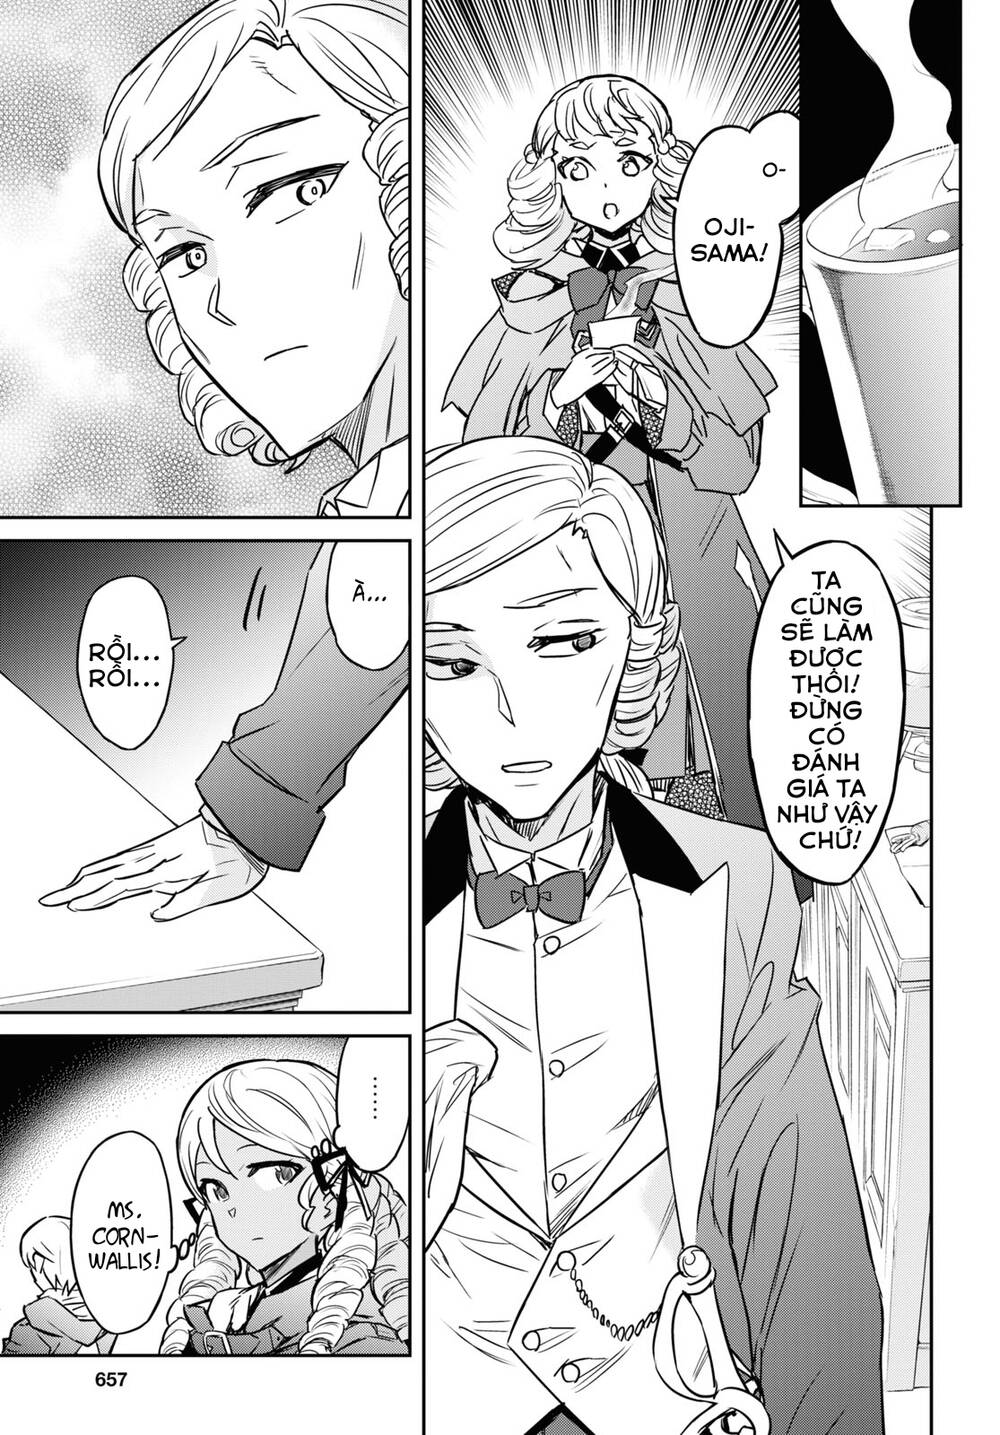 O-
OJI-
SAMA!
TA
CŨNG
SẼ LÀM
ĐƯỢC
THÔI!
ĐỪNG
CÓ
ĐÁNH
GIÁ TA
NHƯ VẬY
CHỨ!
À...
RỒI...
RỒI...
........
MS.
CORN-
WALLIS!
657